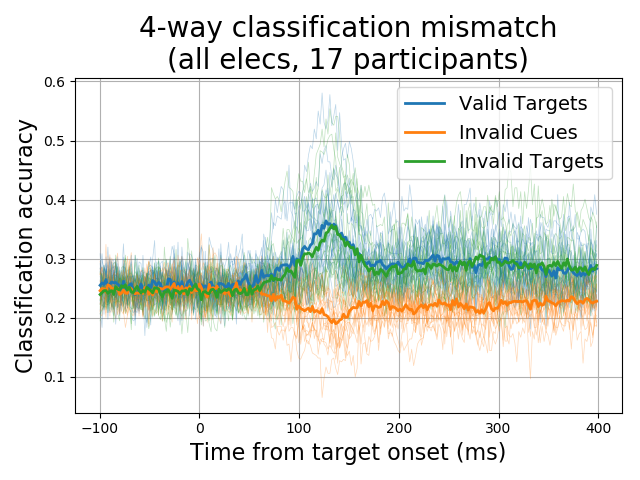 4-way classification mismatch
(all elecs, 17 participants)
Classification accuracy
0.6
0.5
0.4
0.3
0.2
0.1
Valid Targets
Invalid Cues
Invalid Targets
−100
0
100
200
300
400
Time from target onset (ms)